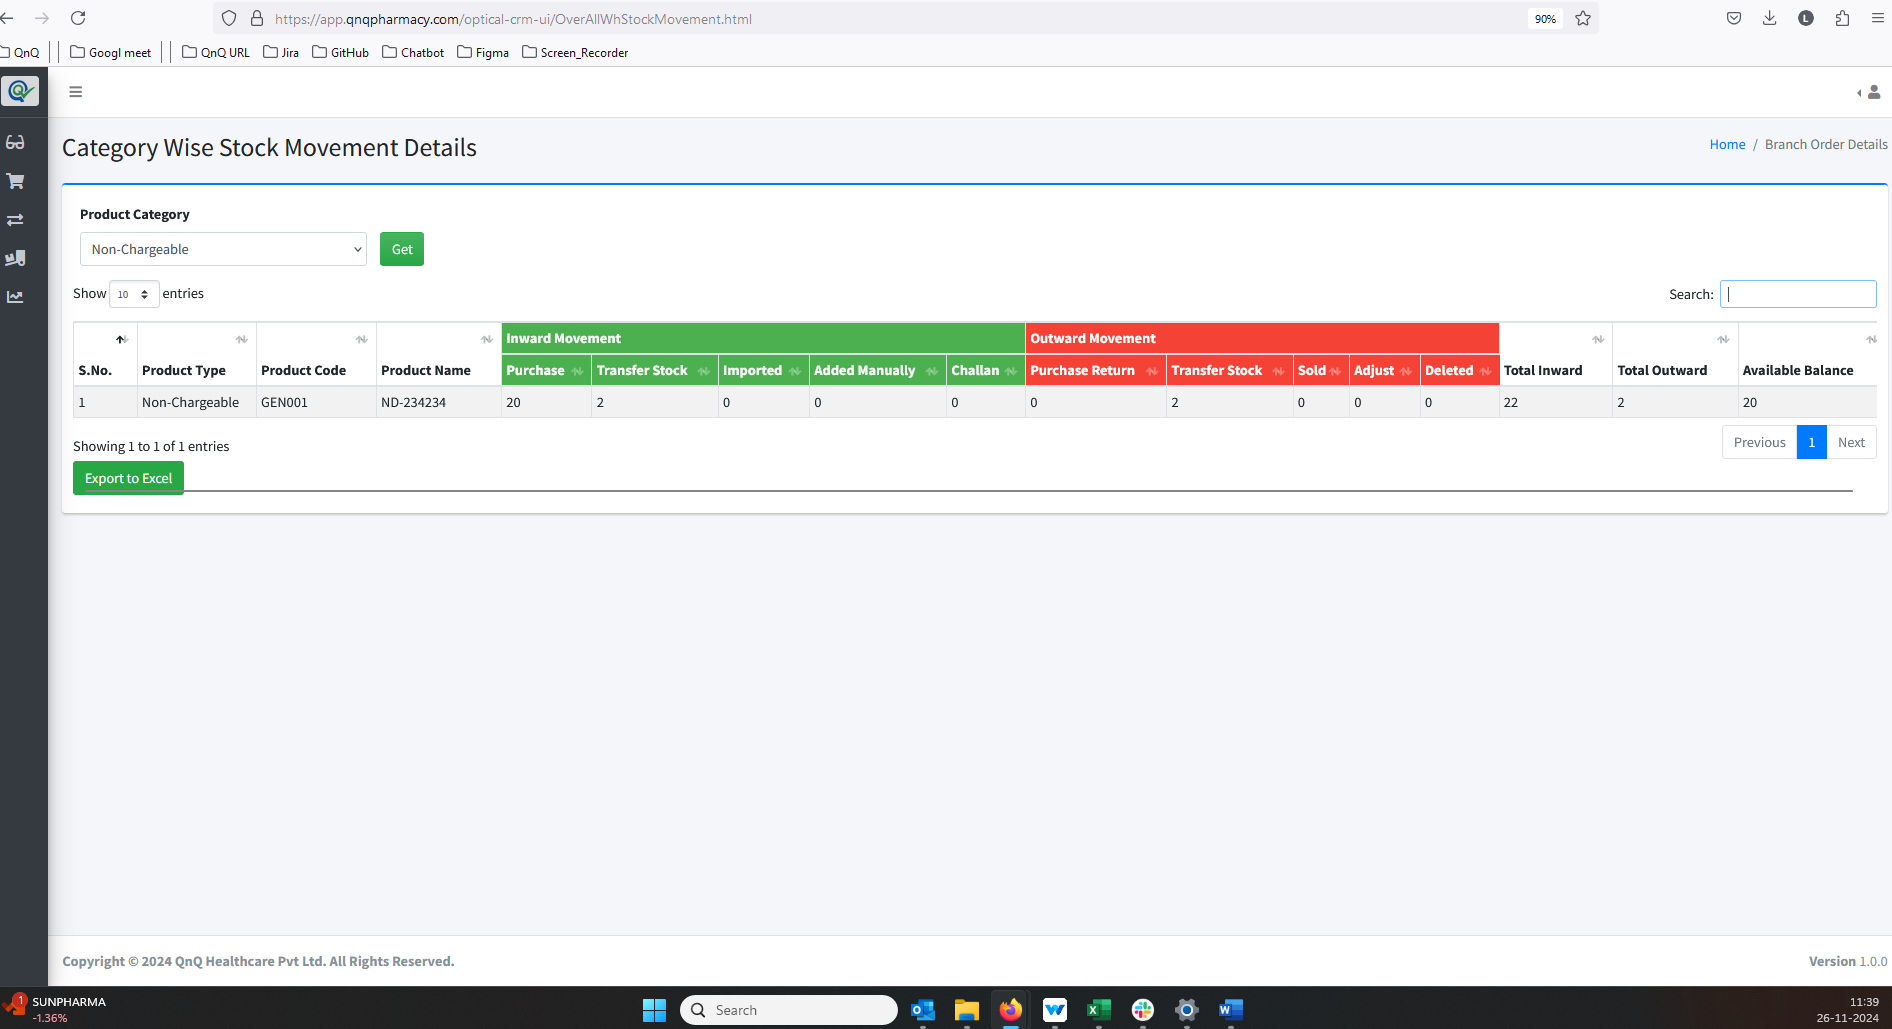 https://app.qnqpharmacy.com/optical-crm-ui/OverAllWhStockMovement.html
90%
L
QnQ
Googl meet
QnQ URL
Jira
GitHub
Chatbot
Figma
Screen_Recorder
Category Wise Stock Movement Details
Home / Branch Order Details
Product Category
Non-Chargeable
Get
Show 10 entries
Search:
Inward Movement Outward Movement
S.No. Product Type Product Code Product Name Purchase Transfer Stock Imported Added Manually Challan Purchase Return Transfer Stock Sold Adjust Deleted Total Inward Total Outward Available Balance
1 Non-Chargeable GEN001 ND-234234 20 2 0 0 0 0 2 0 0 0 22 2 20
Showing 1 to 1 of 1 entries
Previous 1 Next
Export to Excel
Copyright © 2024 QnQ Healthcare Pvt Ltd. All Rights Reserved.
Version 1.0.0
1
SUNPHARMA
-1.36%
Search
11:39
26-11-2024